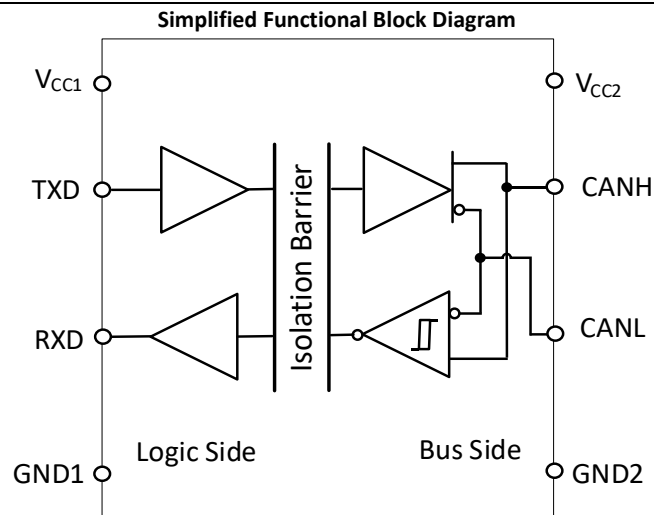 Simplified Functional Block Diagram
VCC1
VCC2
TXD
CANH
Isolation Barrier
RXD
CANL
Logic Side
Bus Side
GND1
GND2